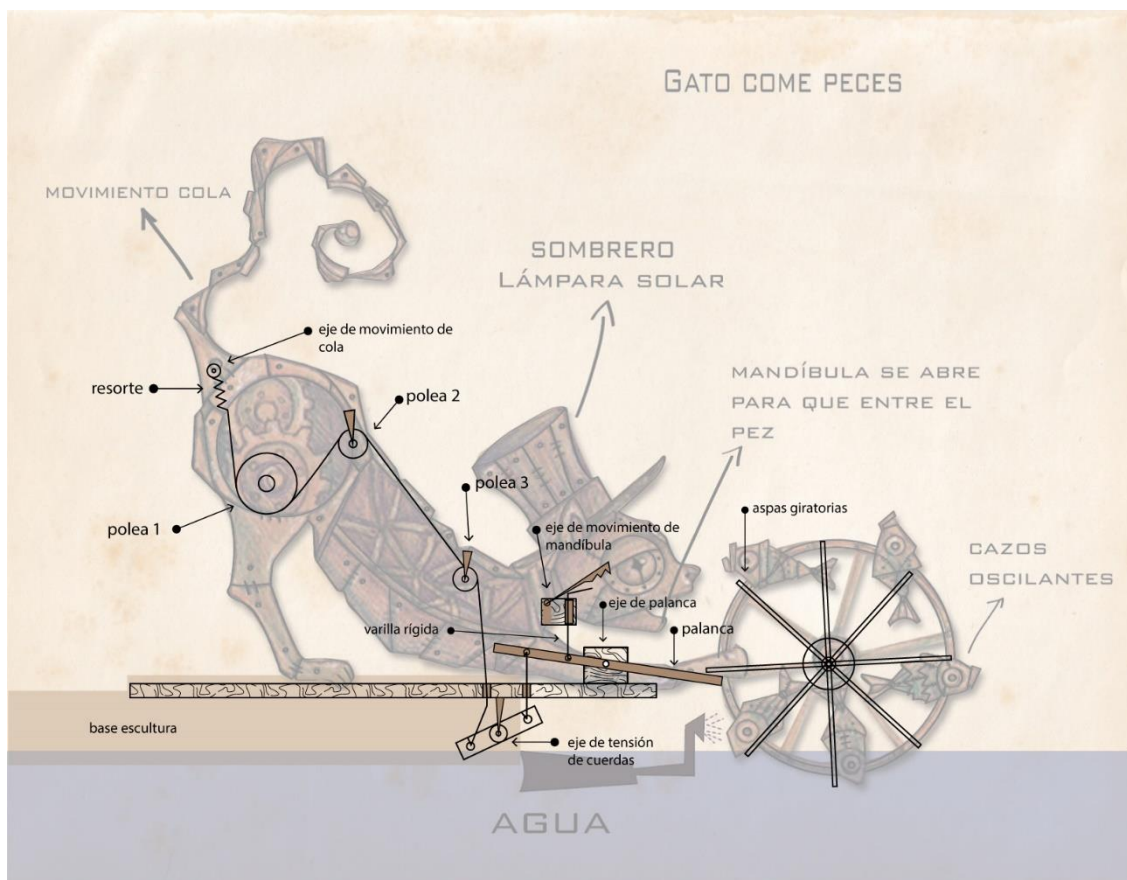 GATO COME PECES
MOVIMIENTO COLA
SOMBRERO
LÁMPARA SOLAR
eje de movimiento de
cola
resorte
polea 2
MANDÍBULA SE ABRE
PARA QUE ENTRE EL
PEZ
polea 3
polea 1
eje de movimiento de
mandíbula
aspas giratorias
CAZOS
OSCILANTES
eje de palanca
varilla rígida
palanca
base escultura
eje de tensión
de cuerdas
AGUA